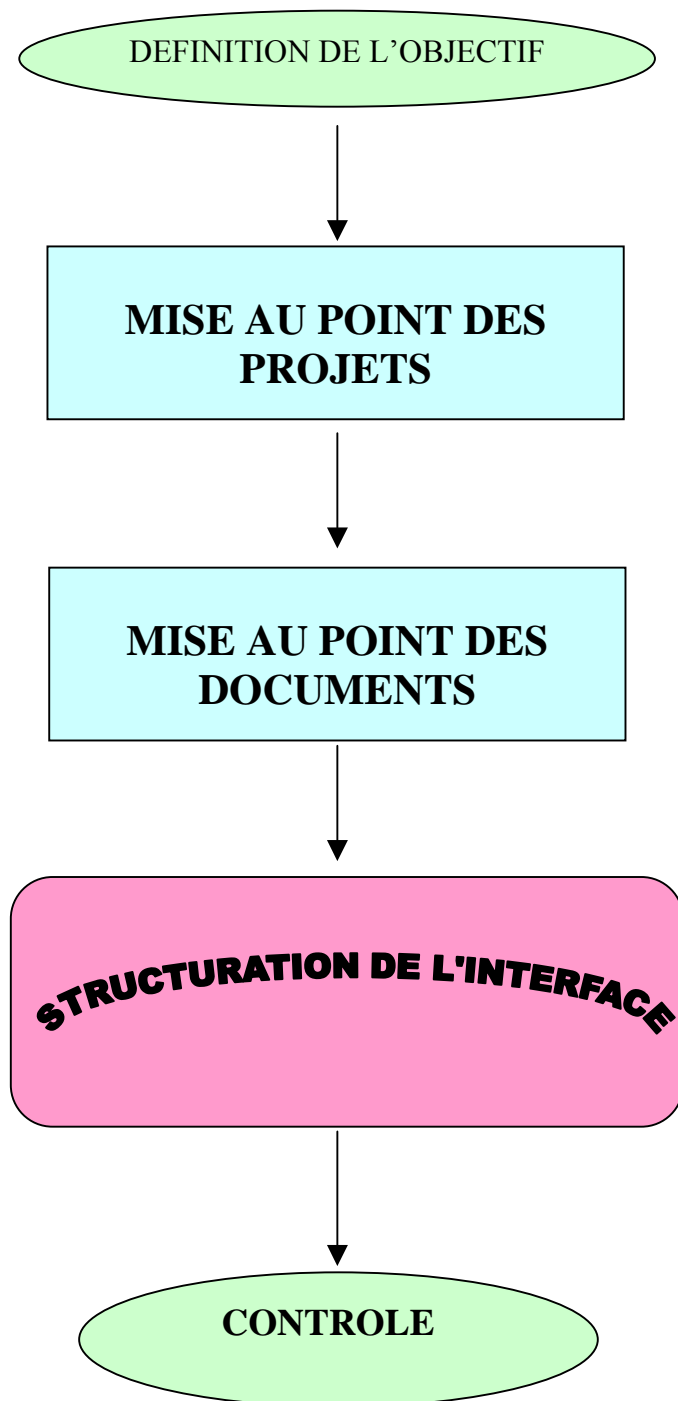 DEFINITION DE L’OBJECTIF
MISE AU POINT DES
PROJETS
MISE AU POINT DES
DOCUMENTS
STRUCTURATION DE L'INTERFACE
CONTROLE